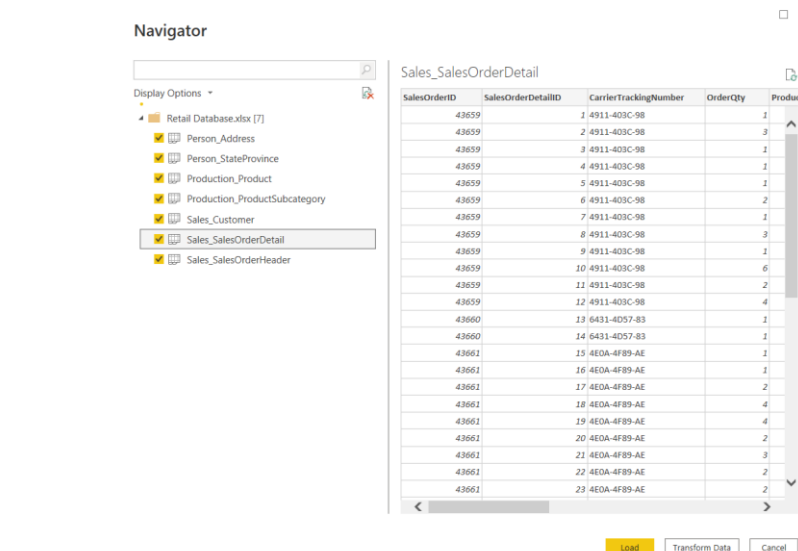 Navigator
Display Options
Retail Database.xlsx [7]
Person_Address
Person_StateProvince
Production_Product
Production_ProductSubcategory
Sales_Customer
Sales_SalesOrderDetail
Sales_SalesOrderHeader
Sales_SalesOrderDetail
SalesOrderID SalesOrderDetailID CarrierTrackingNumber OrderQty Produc
43659 1 4911-403C-98 1
43659 2 4911-403C-98 3
43659 3 4911-403C-98 1
43659 4 4911-403C-98 1
43659 5 4911-403C-98 1
43659 6 4911-403C-98 2
43659 7 4911-403C-98 1
43659 8 4911-403C-98 3
43659 9 4911-403C-98 1
43659 10 4911-403C-98 6
43659 11 4911-403C-98 2
43659 12 4911-403C-98 4
43660 13 6431-4D57-83 1
43660 14 6431-4D57-83 1
43661 15 4E0A-4F89-AE 1
43661 16 4E0A-4F89-AE 1
43661 17 4E0A-4F89-AE 2
43661 18 4E0A-4F89-AE 4
43661 19 4E0A-4F89-AE 4
43661 20 4E0A-4F89-AE 2
43661 21 4E0A-4F89-AE 3
43661 22 4E0A-4F89-AE 2
43661 23 4E0A-4F89-AE 2
Load Transform Data Cancel